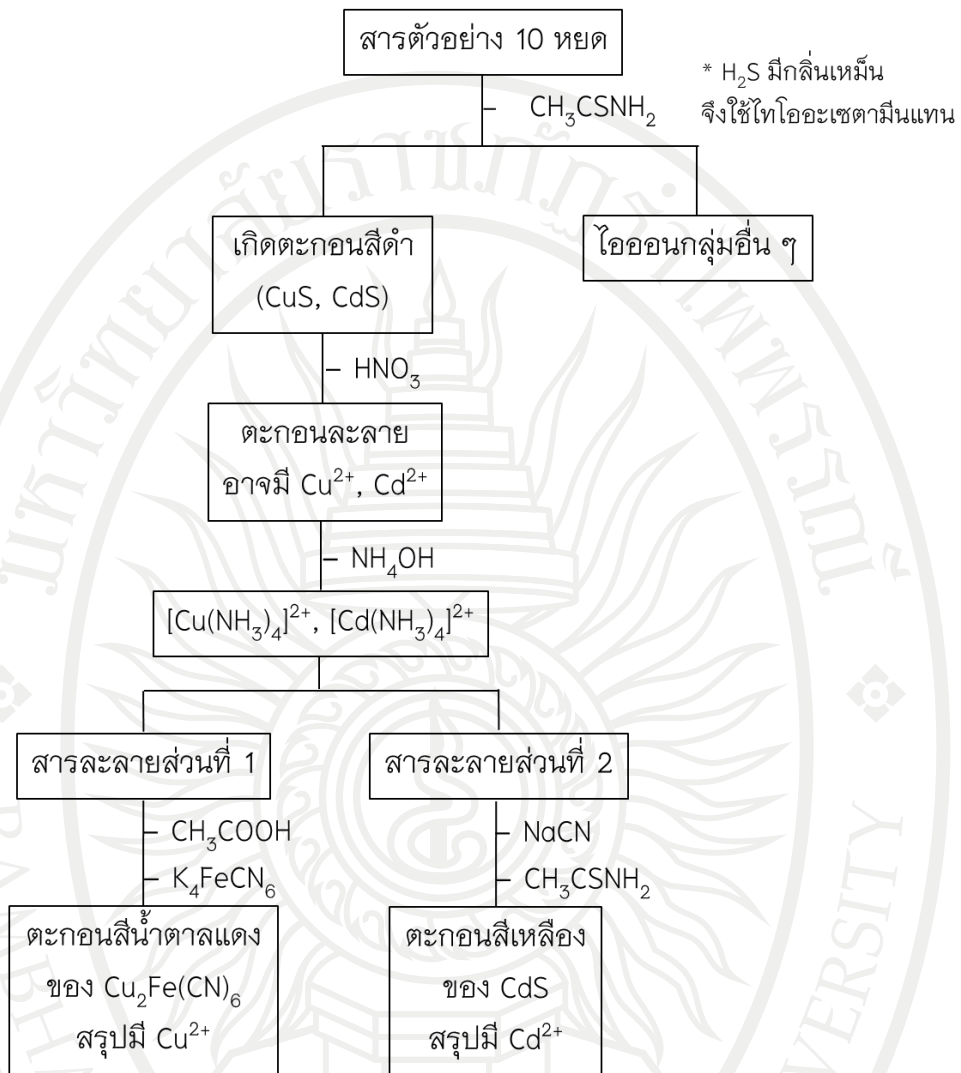 สารตัวอย่าง 10 หยด
* H₂S มีกลิ่นเหม็น
จึงใช้ไทโออะเซตามีนแทน
CH₃CSNH₂
เกิดตะกอนสีดำ
(CuS, CdS)
ไอออนกลุ่มอื่น ๆ
HNO₃
ตะกอนละลาย
อาจมี Cu²⁺, Cd²⁺
NH₄OH
[Cu(NH₃)₄]²⁺, [Cd(NH₃)₄]²⁺
สารละลายส่วนที่ 1
สารละลายส่วนที่ 2
CH₃COOH
K₄FeCN₆
NaCN
CH₃CSNH₂
ตะกอนสีน้ำตาลแดง
ของ Cu₂Fe(CN)₆
สรุปมี Cu²⁺
ตะกอนสีเหลือง
ของ CdS
สรุปมี Cd²⁺